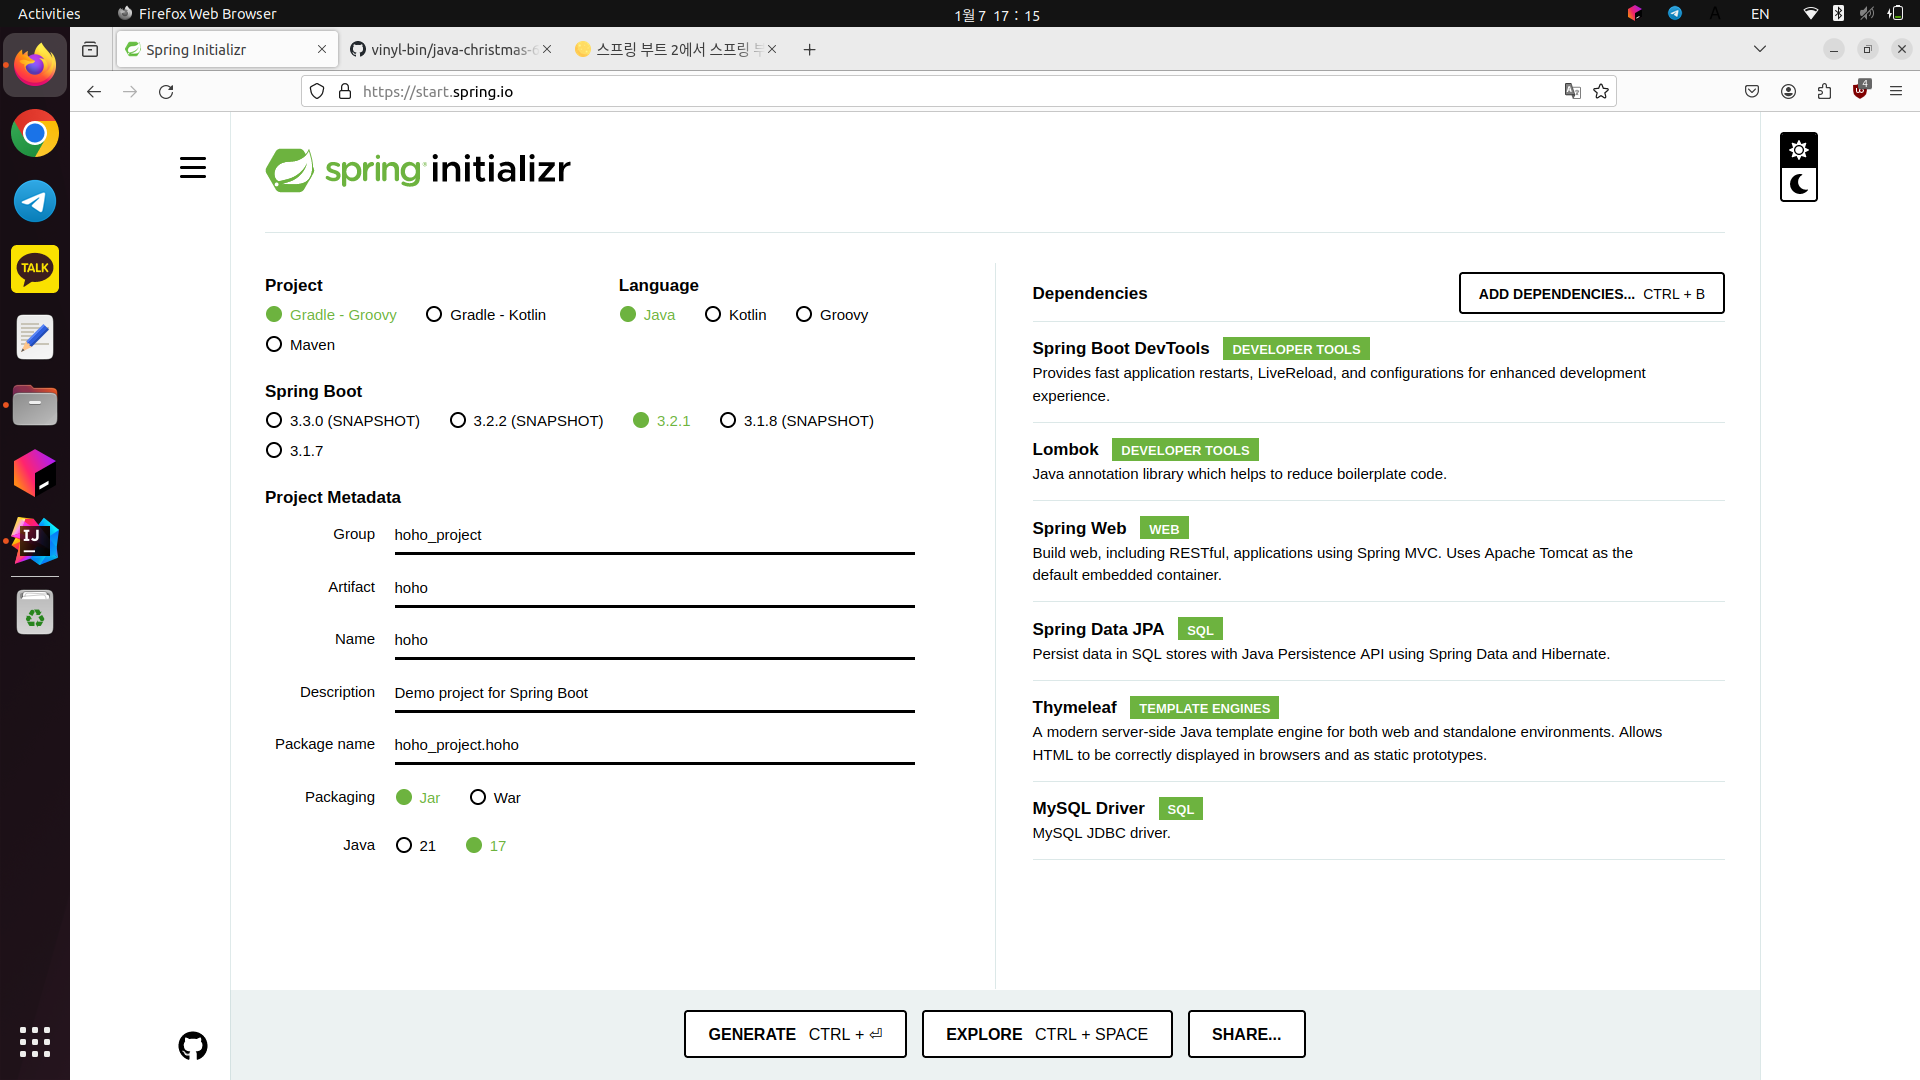 Activities
Firefox Web Browser
1월 7 17 : 15
A
EN
Spring Initializr
vinyl-bin/java-christmas-6
스프링 부트 2에서 스프링 부
https://start.spring.io
4
TALK
IJ
spring initializr
Project
Gradle - Groovy
Gradle - Kotlin
Maven
Language
Java
Kotlin
Groovy
Spring Boot
3.3.0 (SNAPSHOT)
3.2.2 (SNAPSHOT)
3.2.1
3.1.8 (SNAPSHOT)
3.1.7
Project Metadata
Group
hoho_project
Artifact
hoho
Name
hoho
Description
Demo project for Spring Boot
Package name
hoho_project.hoho
Packaging
Jar
War
Java
21
17
Dependencies
ADD DEPENDENCIES... CTRL + B
Spring Boot DevTools DEVELOPER TOOLS
Provides fast application restarts, LiveReload, and configurations for enhanced development
experience.
Lombok DEVELOPER TOOLS
Java annotation library which helps to reduce boilerplate code.
Spring Web WEB
Build web, including RESTful, applications using Spring MVC. Uses Apache Tomcat as the
default embedded container.
Spring Data JPA SQL
Persist data in SQL stores with Java Persistence API using Spring Data and Hibernate.
Thymeleaf TEMPLATE ENGINES
A modern server-side Java template engine for both web and standalone environments. Allows
HTML to be correctly displayed in browsers and as static prototypes.
MySQL Driver SQL
MySQL JDBC driver.
GENERATE CTRL + ⏎
EXPLORE CTRL + SPACE
SHARE...